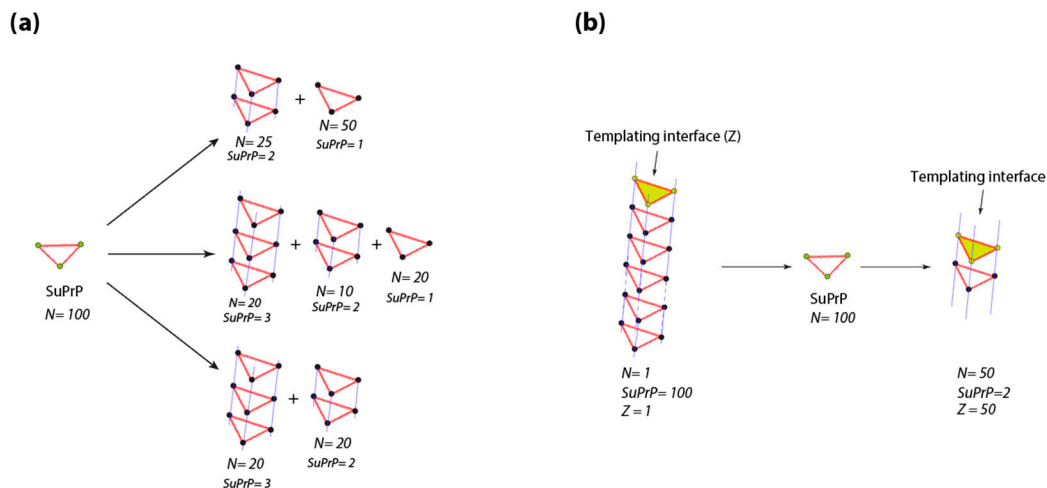 (a)
N= 25
SuPrP= 2
+
N= 50
SuPrP= 1
SuPrP
N= 100
N= 20
SuPrP= 3
+
N= 10
SuPrP= 2
+
N= 20
SuPrP= 1
N= 20
SuPrP= 3
+
N= 20
SuPrP= 2
(b)
Templating interface (Z)
N= 1
SuPrP= 100
Z = 1
SuPrP
N= 100
Templating interface
N= 50
SuPrP=2
Z= 50